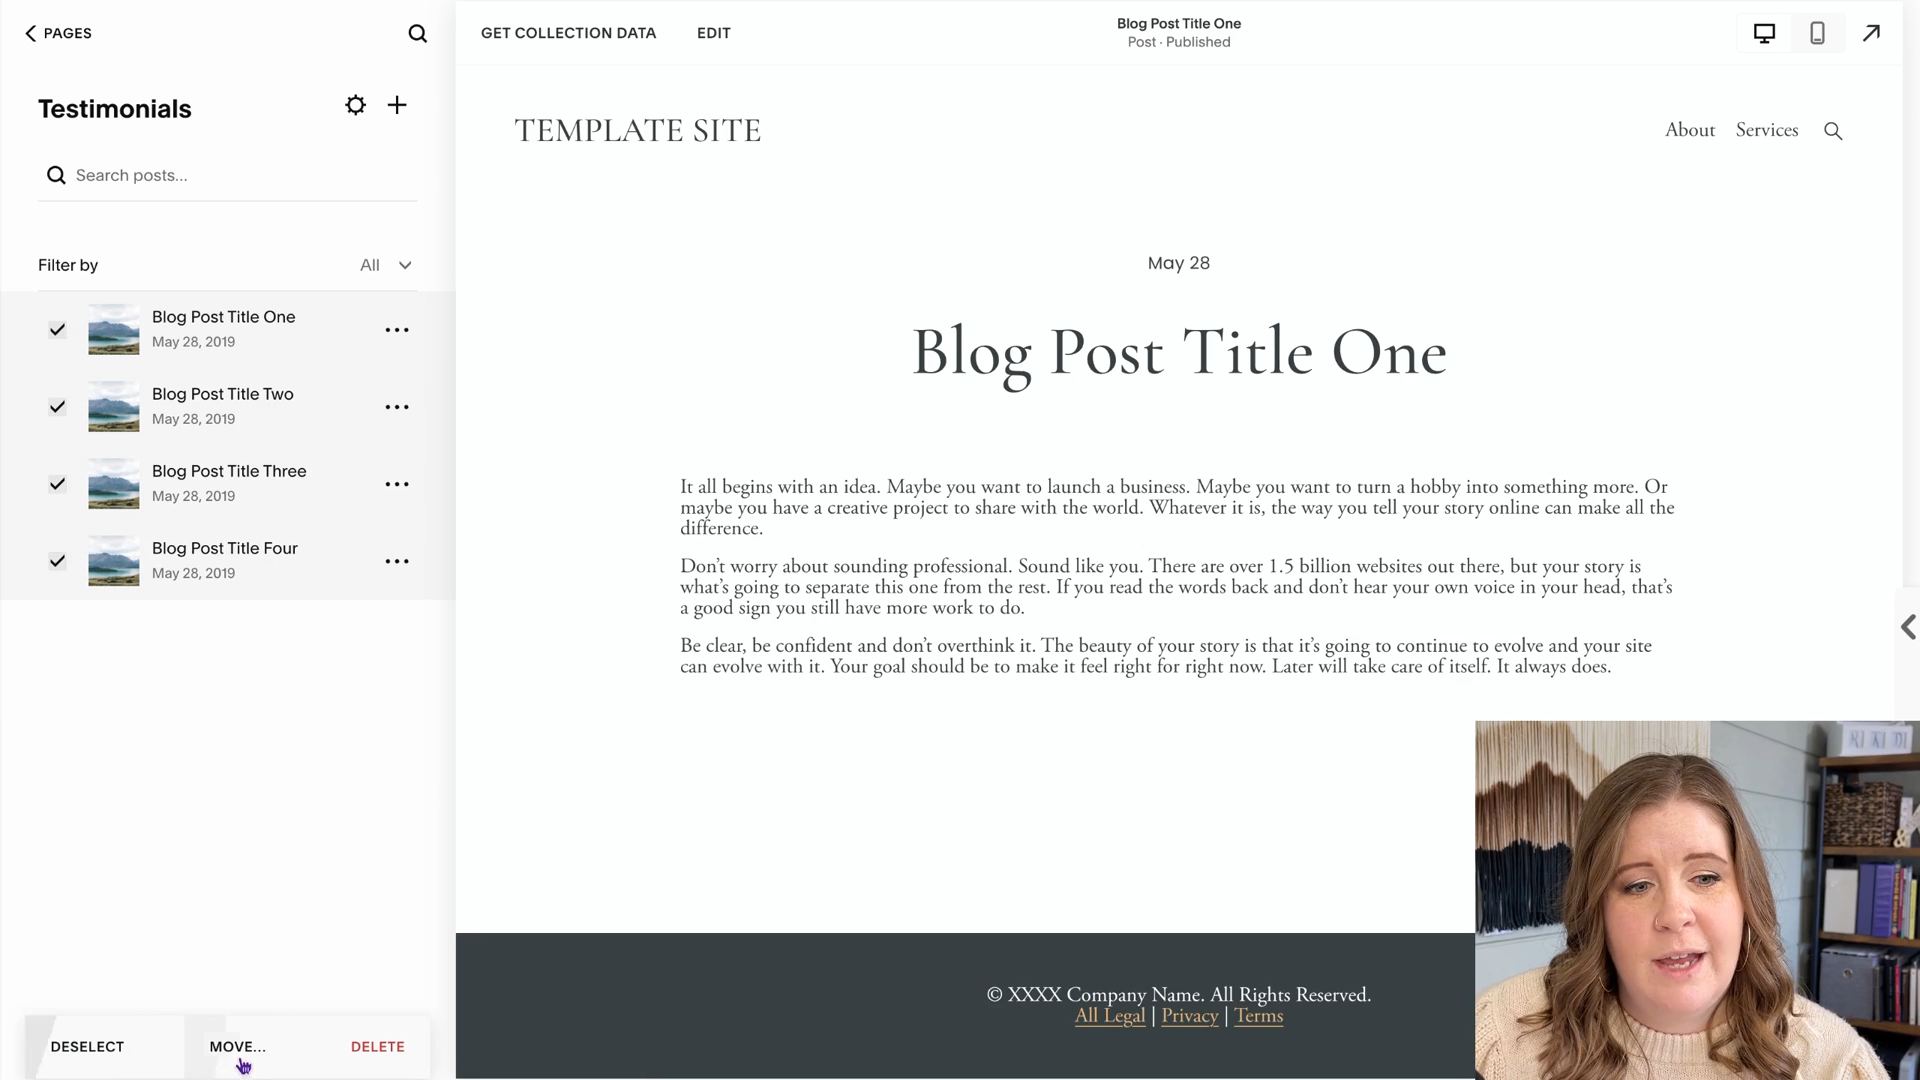 PAGES
Testimonials
Search posts...
Filter by
All
Blog Post Title One
May 28, 2019
Blog Post Title Two
May 28, 2019
Blog Post Title Three
May 28, 2019
Blog Post Title Four
May 28, 2019
DESELECT
MOVE...
DELETE
GET COLLECTION DATA
EDIT
Blog Post Title One
Post · Published
TEMPLATE SITE
About
Services
May 28
Blog Post Title One
It all begins with an idea. Maybe you want to launch a business. Maybe you want to turn a hobby into something more. Or
maybe you have a creative project to share with the world. Whatever it is, the way you tell your story online can make all the
difference.
Don’t worry about sounding professional. Sound like you. There are over 1.5 billion websites out there, but your story is
what’s going to separate this one from the rest. If you read the words back and don’t hear your own voice in your head, that’s
a good sign you still have more work to do.
Be clear, be confident and don’t overthink it. The beauty of your story is that it’s going to continue to evolve and your site
can evolve with it. Your goal should be to make it feel right for right now. Later will take care of itself. It always does.
© XXXX Company Name. All Rights Reserved.
All Legal | Privacy | Terms